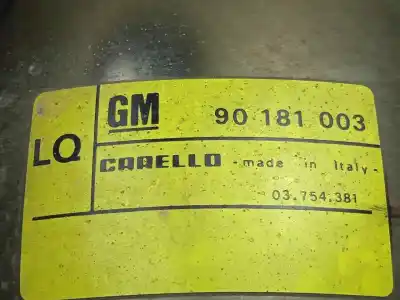 LQ
GM 90 181 003
CARELLO - made in Italy -
03.754.381